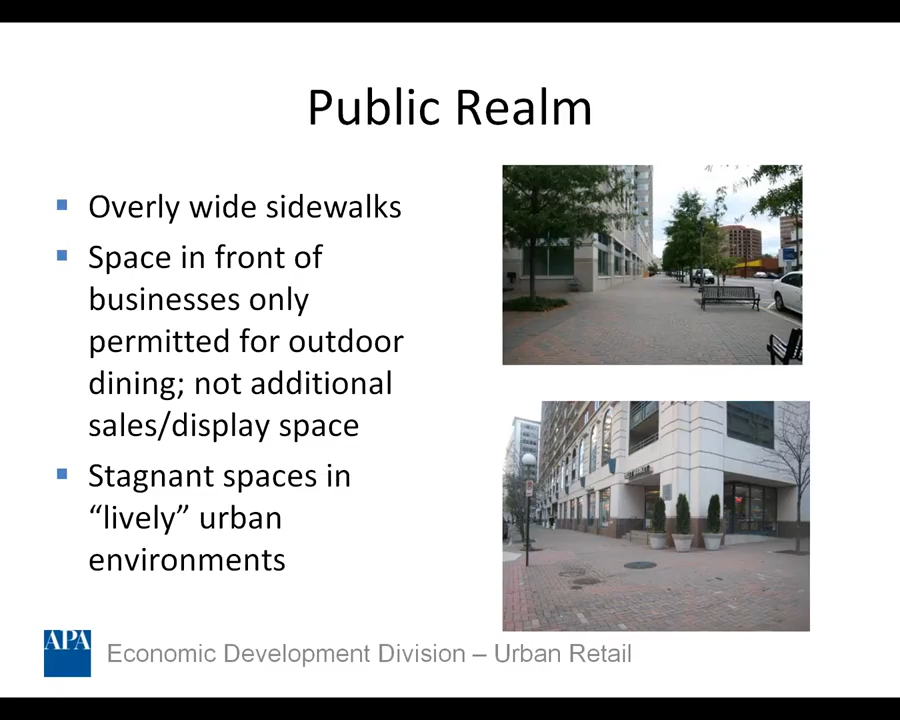 Public Realm
Overly wide sidewalks
Space in front of
businesses only
permitted for outdoor
dining; not additional
sales/display space
Stagnant spaces in
“lively” urban
environments
APA
Economic Development Division – Urban Retail